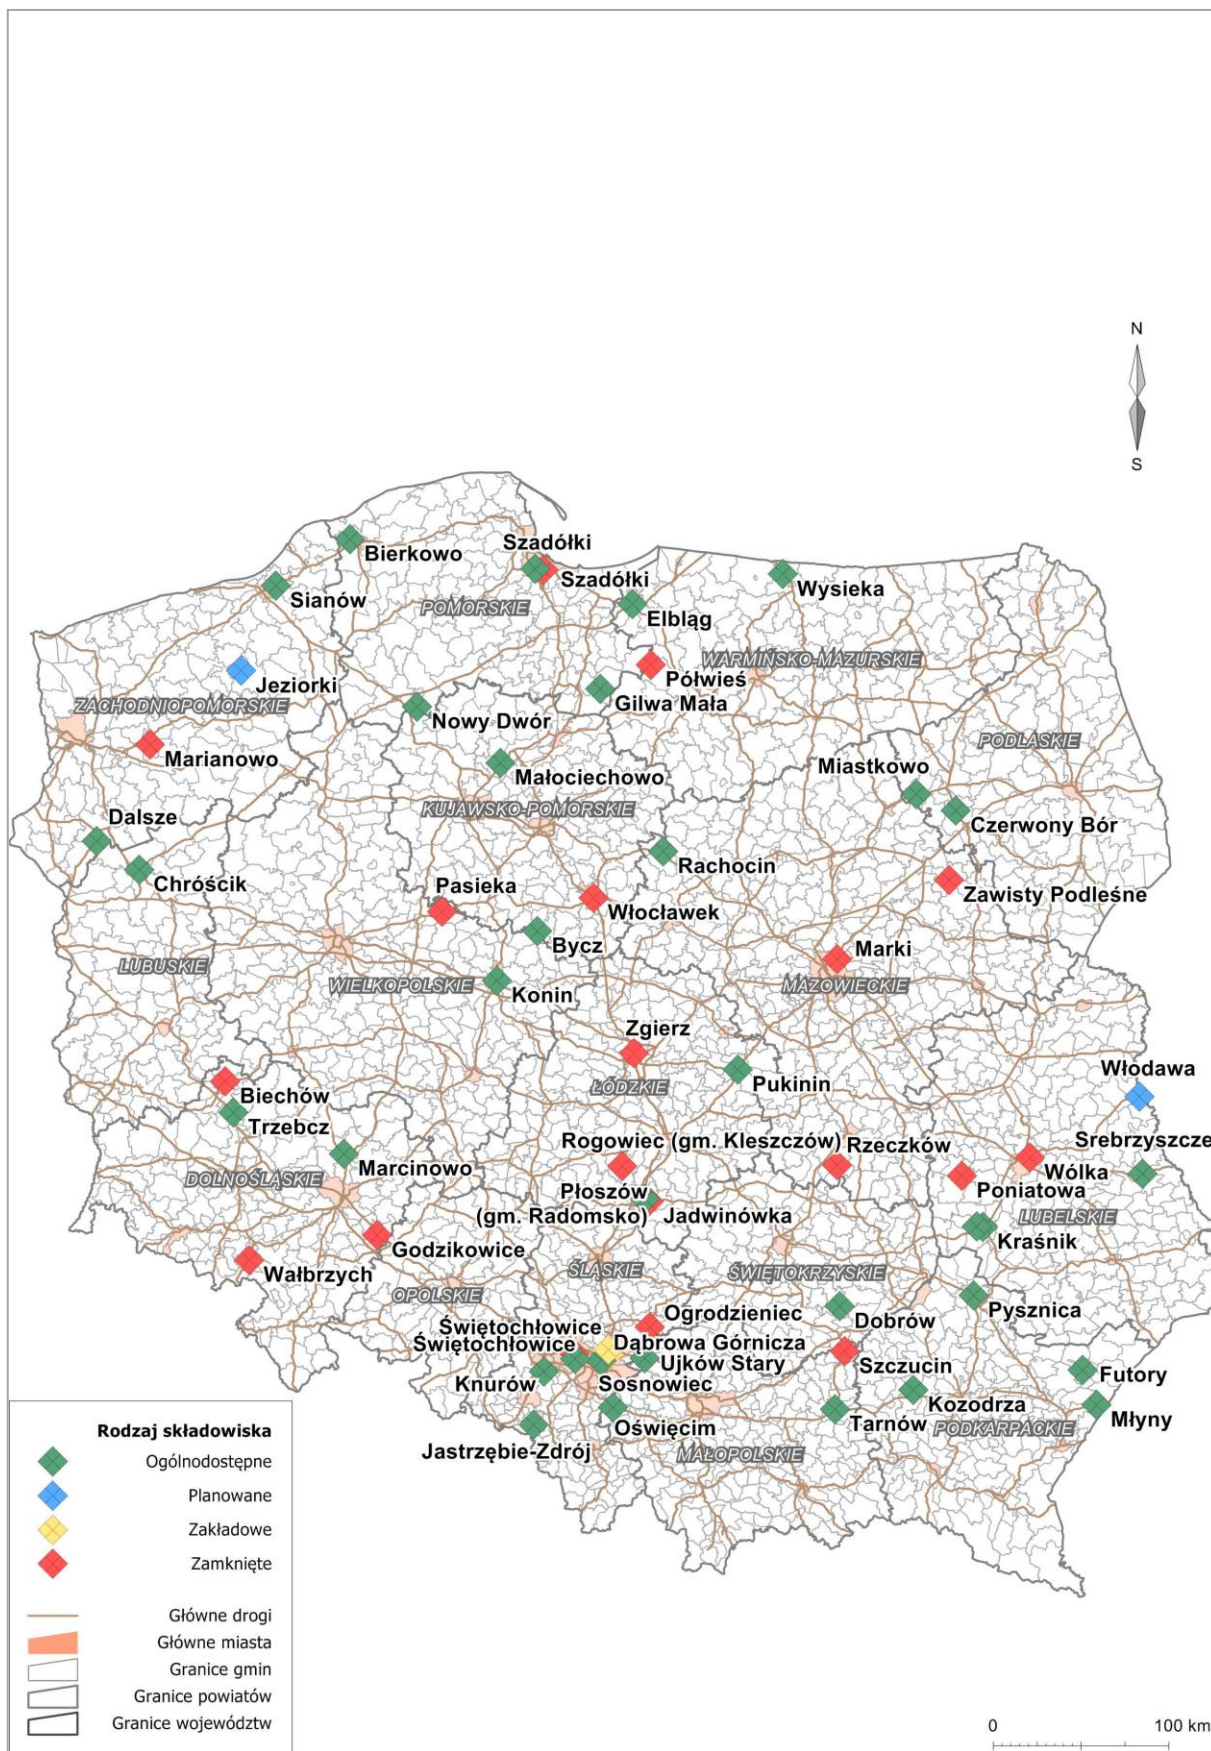 N
S
Szadółki
Bierkowo
Szadółki
Wysieka
Sianów
POMORSKIE
Elbląg
WARMIŃSKO-MAZURSKIE
Półwieś
Jeziorki
Gilwa Mała
ZACHODNIOPOMORSKIE
Nowy Dwór
PODLASKIE
Marianowo
Miastkowo
Małociechowo
KUJAWSKO-POMORSKIE
Dalsze
Czerwony Bór
Rachocin
Chróścik
Pasieka
Zawisty Podleśne
Włocławek
Bycz
Marki
LUBUSKIE
WIELKOPOLSKIE
Konin
MAZOWIECKIE
Zgierz
Włodawa
Pukinin
ŁÓDZKIE
Biechów
Trzebcz
Rogowiec (gm. Kleszczów)
Rzeczków
Srebrzyszcze
Marcinowo
Wólka
DOLNOŚLĄSKIE
Płoszów
(gm. Radomsko)
Jadwinówka
Poniatowa
LUBELSKIE
Kraśnik
Godzikowice
Wałbrzych
ŚLĄSKIE
ŚWIĘTOKRZYSKIE
OPOLSKIE
Pysznica
Ogrodzieniec
Dobrów
Świętochłowice
Świętochłowice
Dąbrowa Górnicza
Ujków Stary
Szczucin
Futory
Knurów
Sosnowiec
Kozodrza
Młyny
Oświęcim
Tarnów
PODKARPACKIE
Jastrzębie-Zdrój
MAŁOPOLSKIE
Rodzaj składowiska
Ogólnodostępne
Planowane
Zakładowe
Zamknięte
Główne drogi
Główne miasta
Granice gmin
Granice powiatów
Granice województw
0 100 km